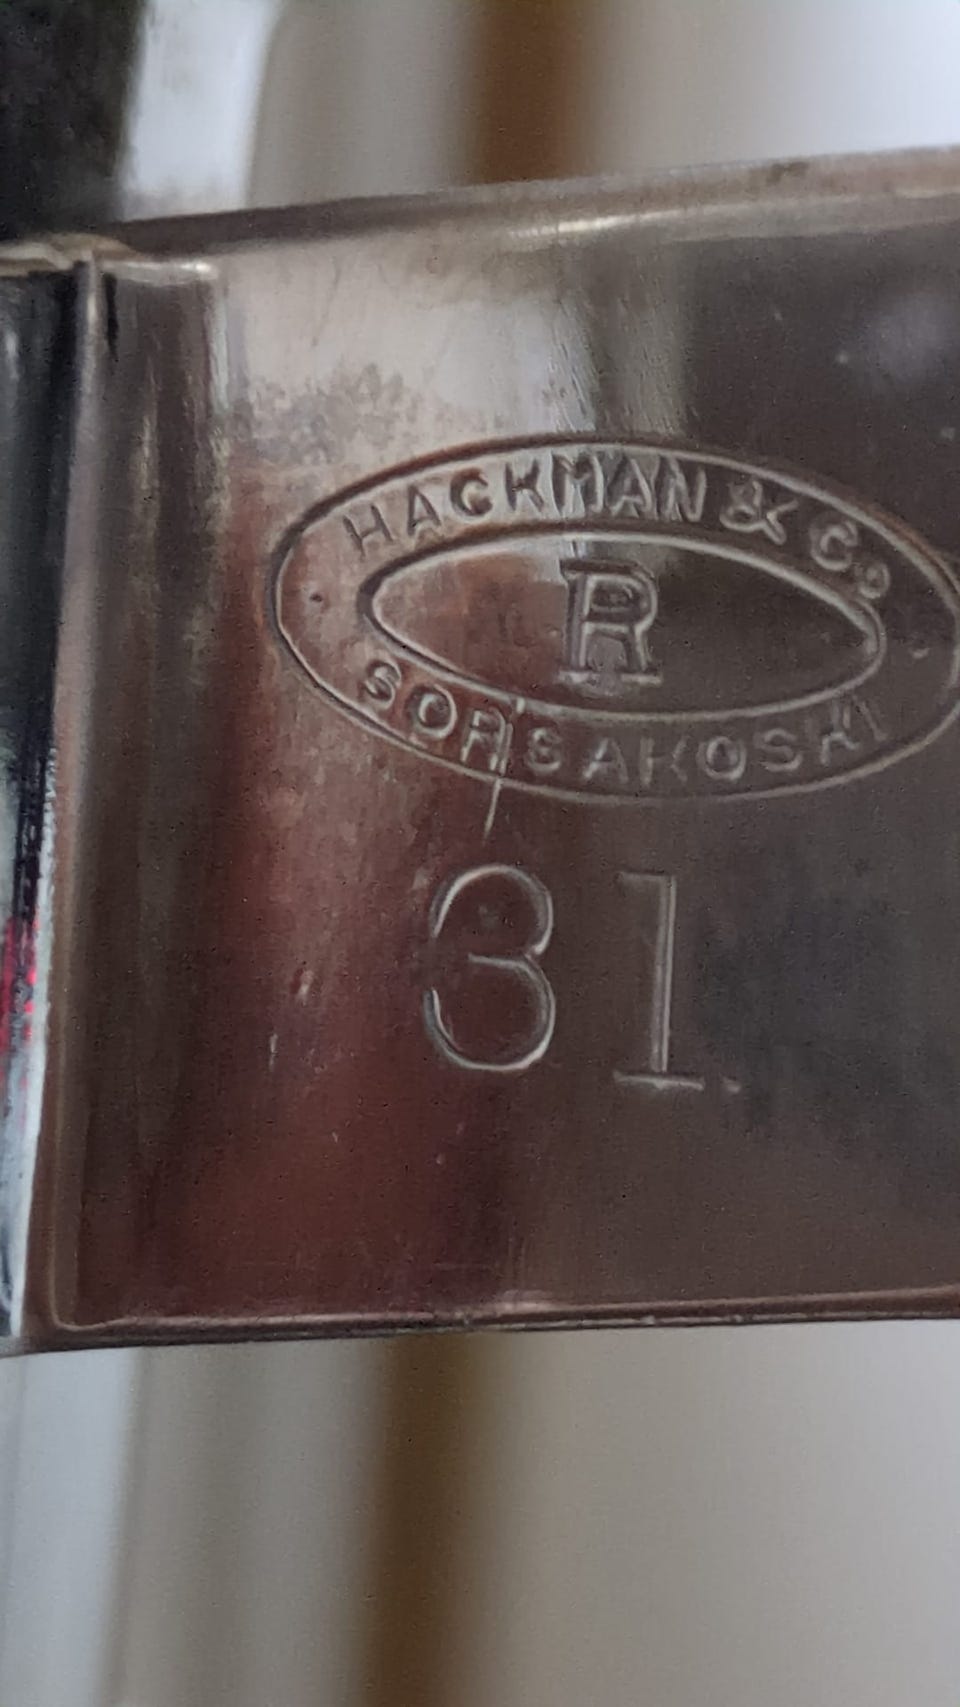 HACKMAN & Co
R
SORSAKOSKI
31.